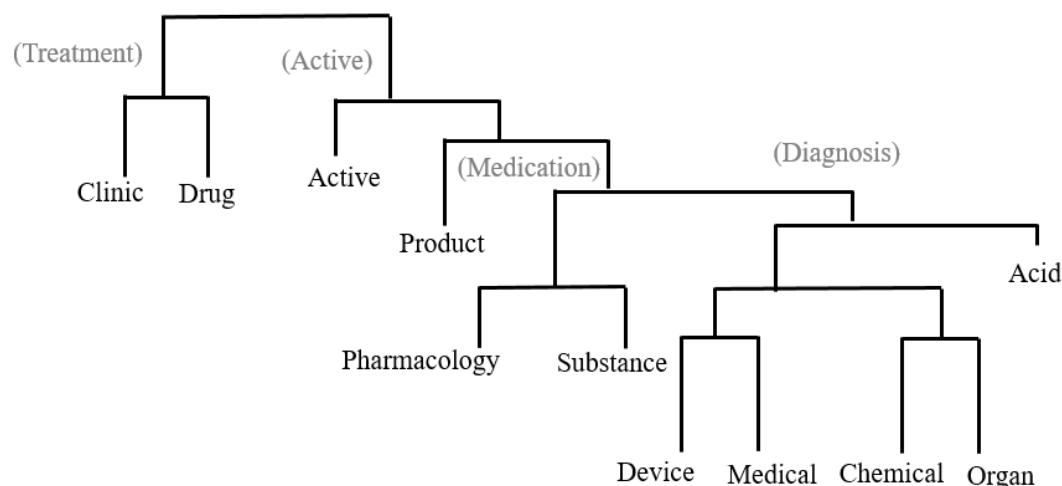 (Treatment)
(Active)
(Medication)
(Diagnosis)
Clinic
Drug
Active
Product
Acid
Pharmacology
Substance
Device
Medical
Chemical
Organ